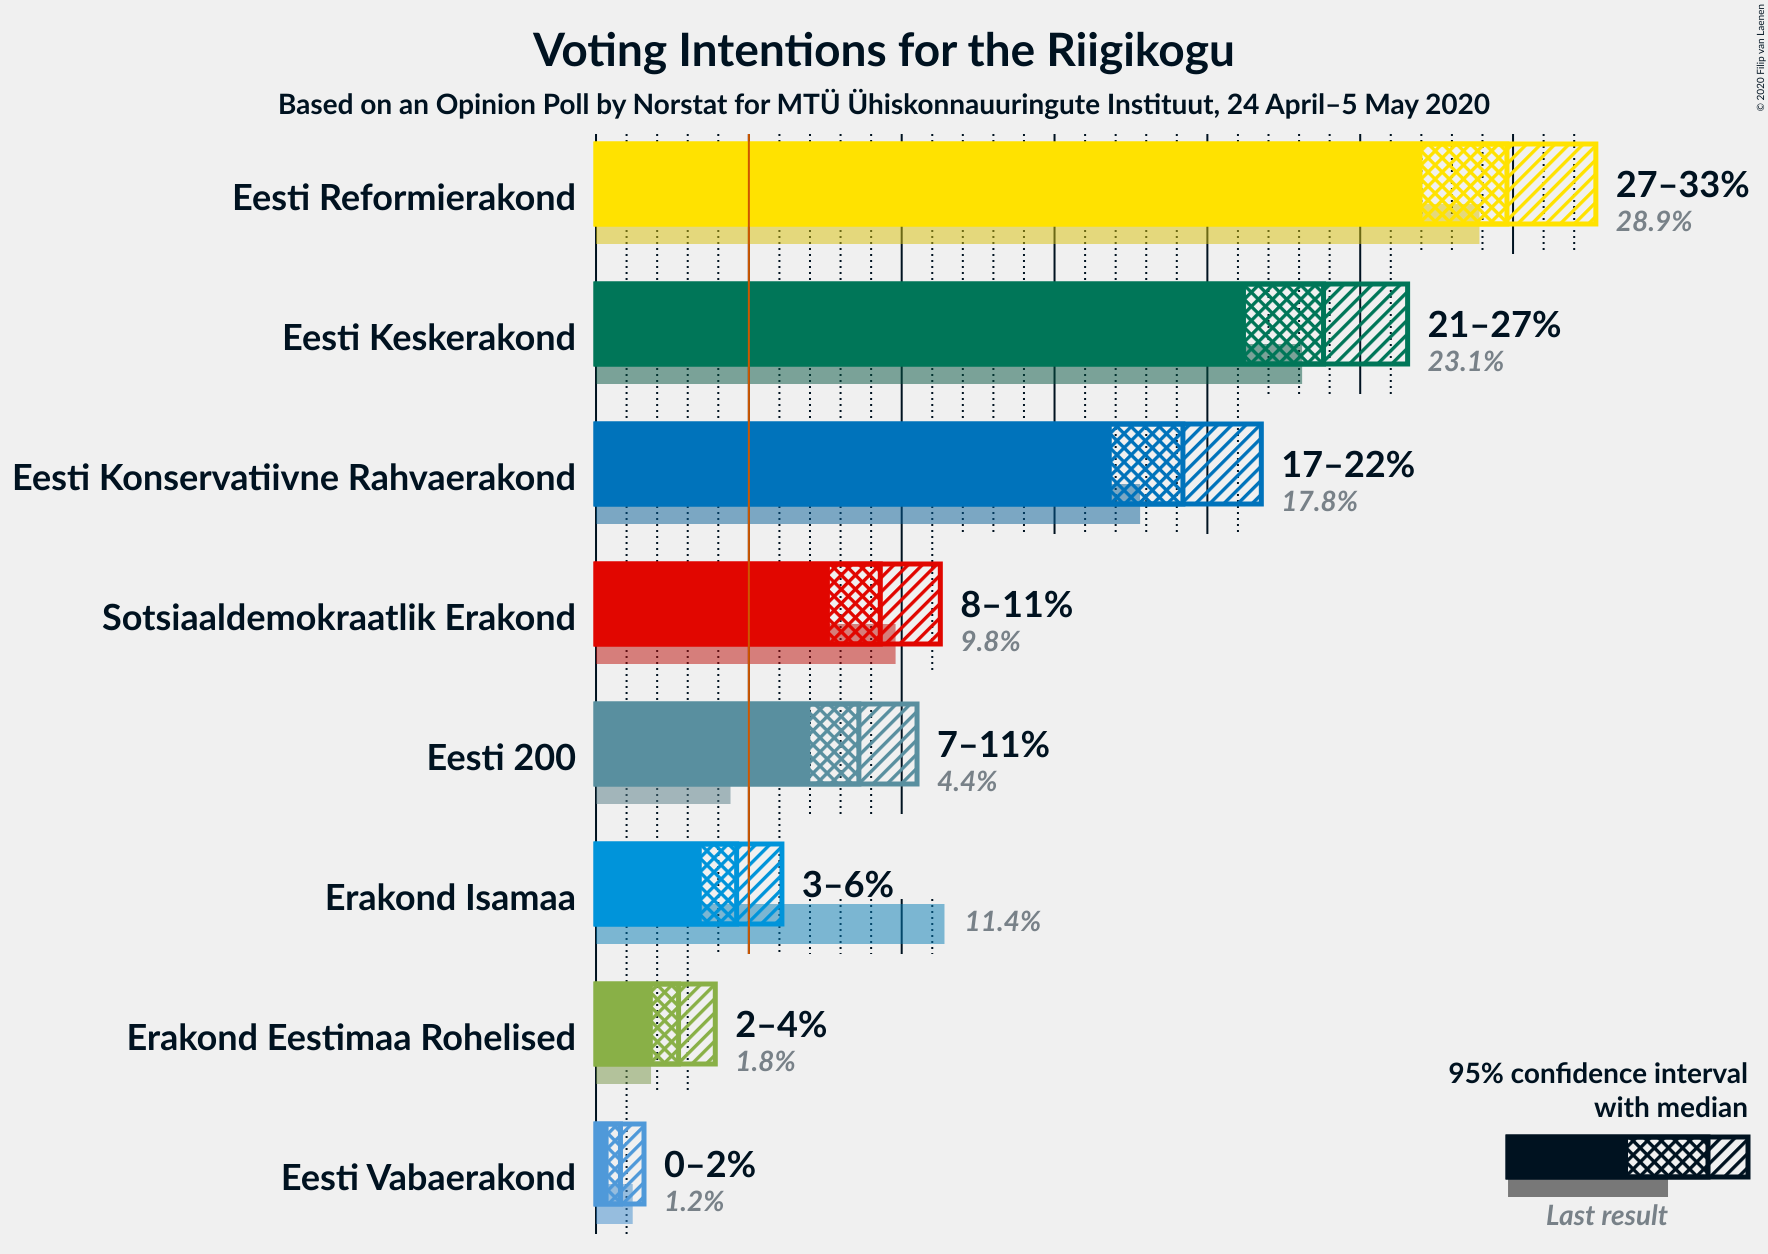 Voting Intentions for the Riigikogu
Based on an Opinion Poll by Norstat for MTÜ Ühiskonnauuringute Instituut, 24 April–5 May 2020
© 2020 Filip van Laenen
Eesti Reformierakond
27–33%
28.9%
Eesti Keskerakond
21–27%
23.1%
Eesti Konservatiivne Rahvaerakond
17–22%
17.8%
Sotsiaaldemokraatlik Erakond
8–11%
9.8%
Eesti 200
7–11%
4.4%
Erakond Isamaa
3–6%
11.4%
Erakond Eestimaa Rohelised
2–4%
1.8%
Eesti Vabaerakond
0–2%
1.2%
95% confidence interval
with median
Last result